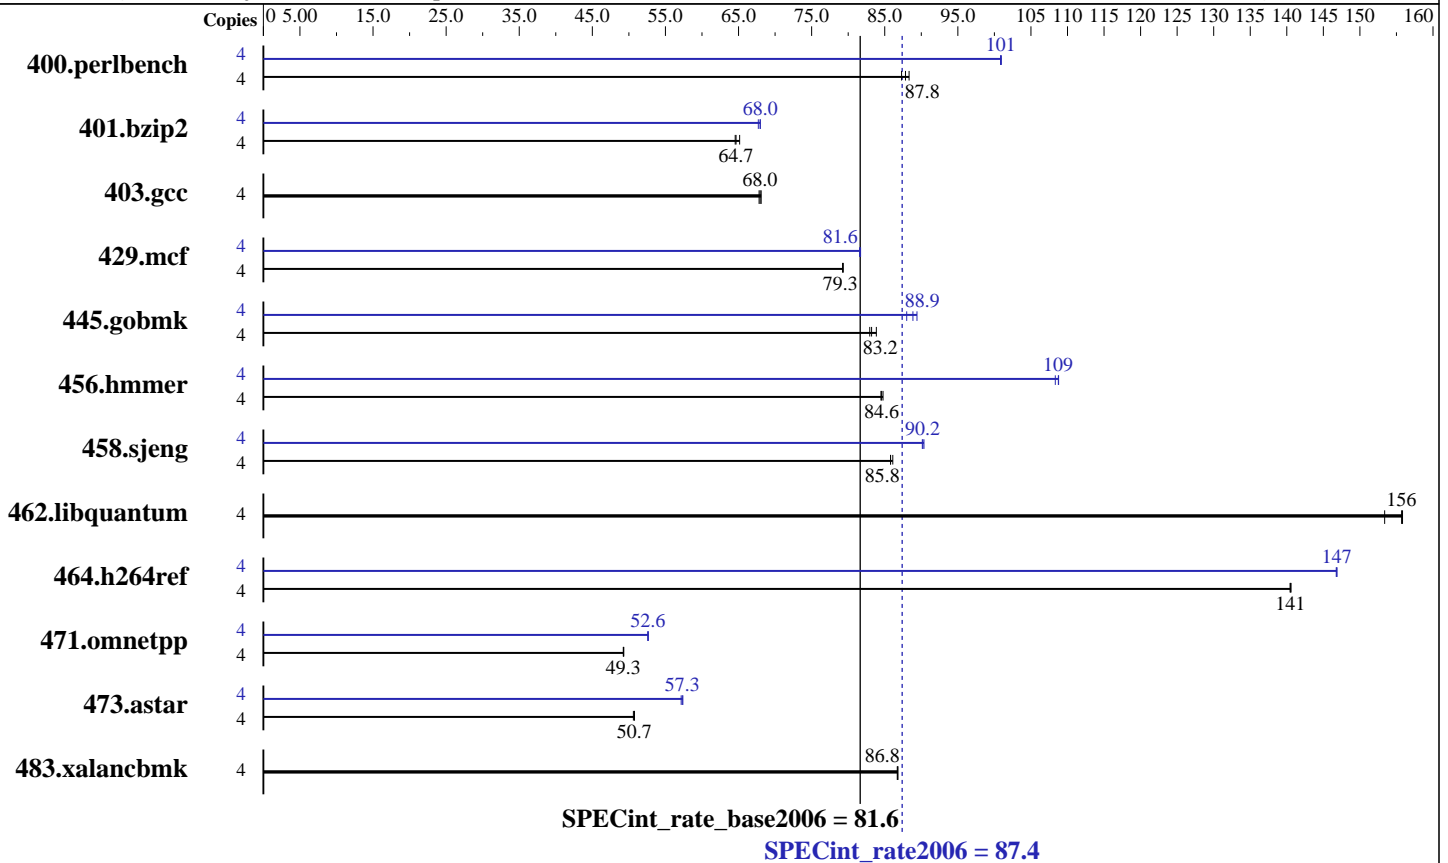 Copies 0 5.00 15.0 25.0 35.0 45.0 55.0 65.0 75.0 85.0 95.0 105 110 115 120 125 130 135 140 145 150 160
400.perlbench 4 101
4 87.8
401.bzip2 4 68.0
4 64.7
403.gcc 4 68.0
429.mcf 4 81.6
4 79.3
445.gobmk 4 88.9
4 83.2
456.hmmer 4 109
4 84.6
458.sjeng 4 90.2
4 85.8
462.libquantum 4 156
464.h264ref 4 147
4 141
471.omnetpp 4 52.6
4 49.3
473.astar 4 57.3
4 50.7
483.xalancbmk 4 86.8
SPECint_rate_base2006 = 81.6
SPECint_rate2006 = 87.4